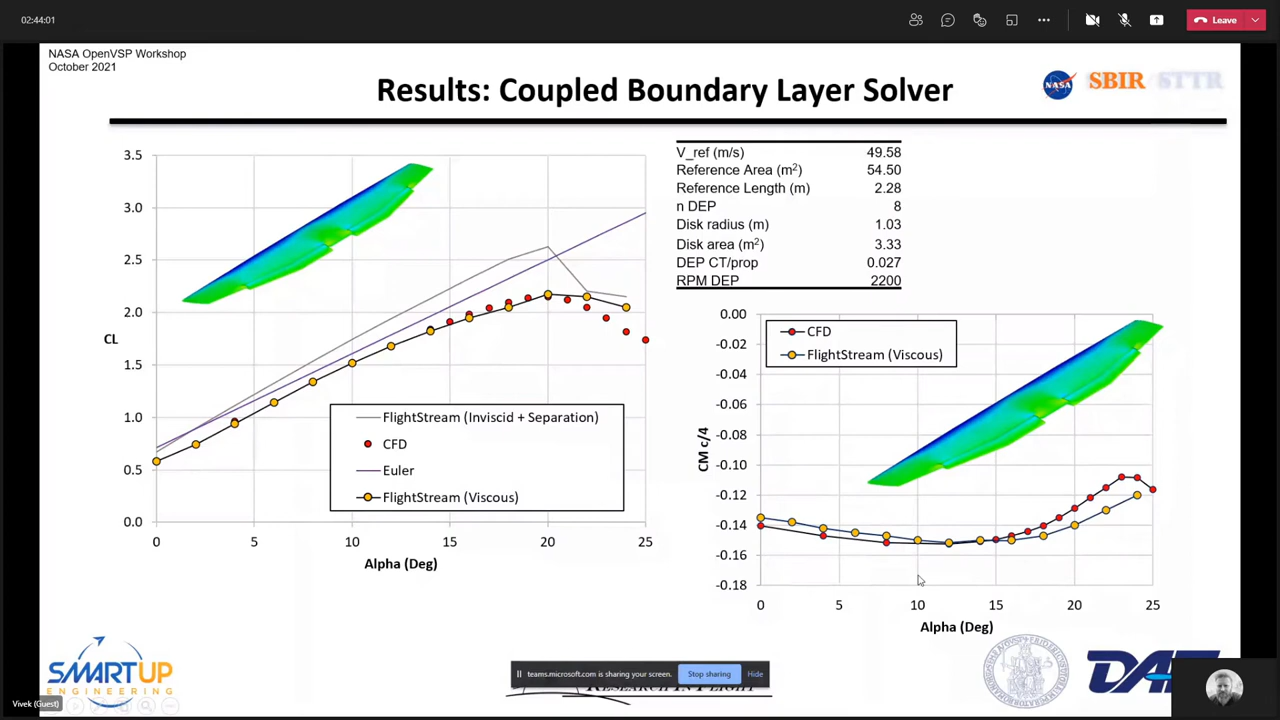 02:44:01
Leave
NASA OpenVSP Workshop
October 2021
Results: Coupled Boundary Layer Solver
NASA
SBIR STTR
3.5
3.0
2.5
2.0
1.5
1.0
0.5
0.0
CL
0 5 10 15 20 25
Alpha (Deg)
FlightStream (Inviscid + Separation)
CFD
Euler
FlightStream (Viscous)
V_ref (m/s) 49.58
Reference Area (m²) 54.50
Reference Length (m) 2.28
n DEP 8
Disk radius (m) 1.03
Disk area (m²) 3.33
DEP CT/prop 0.027
RPM DEP 2200
0.00
-0.02
-0.04
-0.06
-0.08
-0.10
-0.12
-0.14
-0.16
-0.18
CM c/4
CFD
FlightStream (Viscous)
0 5 10 15 20 25
Alpha (Deg)
SMARTUP
ENGINEERING
teams.microsoft.com is sharing your screen.
Stop sharing
Hide
RESEARCH IN FLIGHT
Vivek (Guest)